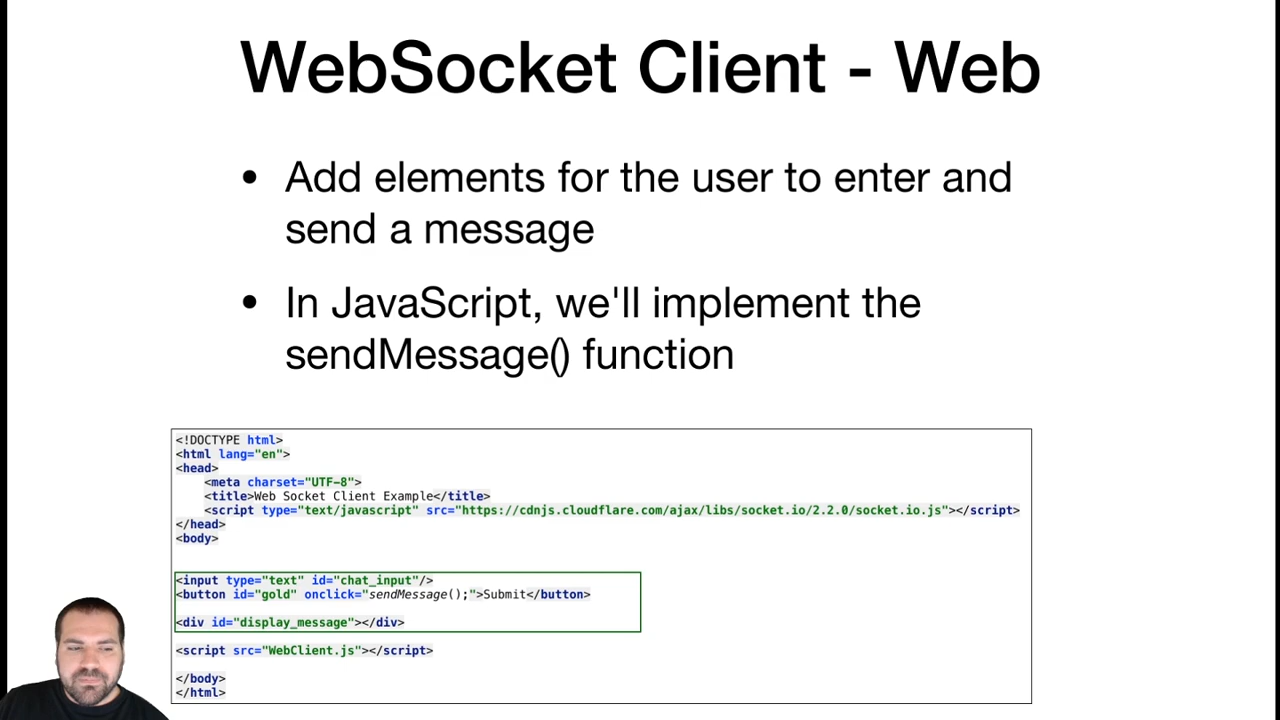 WebSocket Client - Web
• Add elements for the user to enter and
send a message
• In JavaScript, we'll implement the
sendMessage() function
<!DOCTYPE html>
<html lang="en">
<head>
    <meta charset="UTF-8">
    <title>Web Socket Client Example</title>
    <script type="text/javascript" src="https://cdnjs.cloudflare.com/ajax/libs/socket.io/2.2.0/socket.io.js"></script>
</head>
<body>
<input type="text" id="chat_input"/>
<button id="gold" onclick="sendMessage();">Submit</button>
<div id="display_message"></div>
<script src="WebClient.js"></script>
</body>
</html>